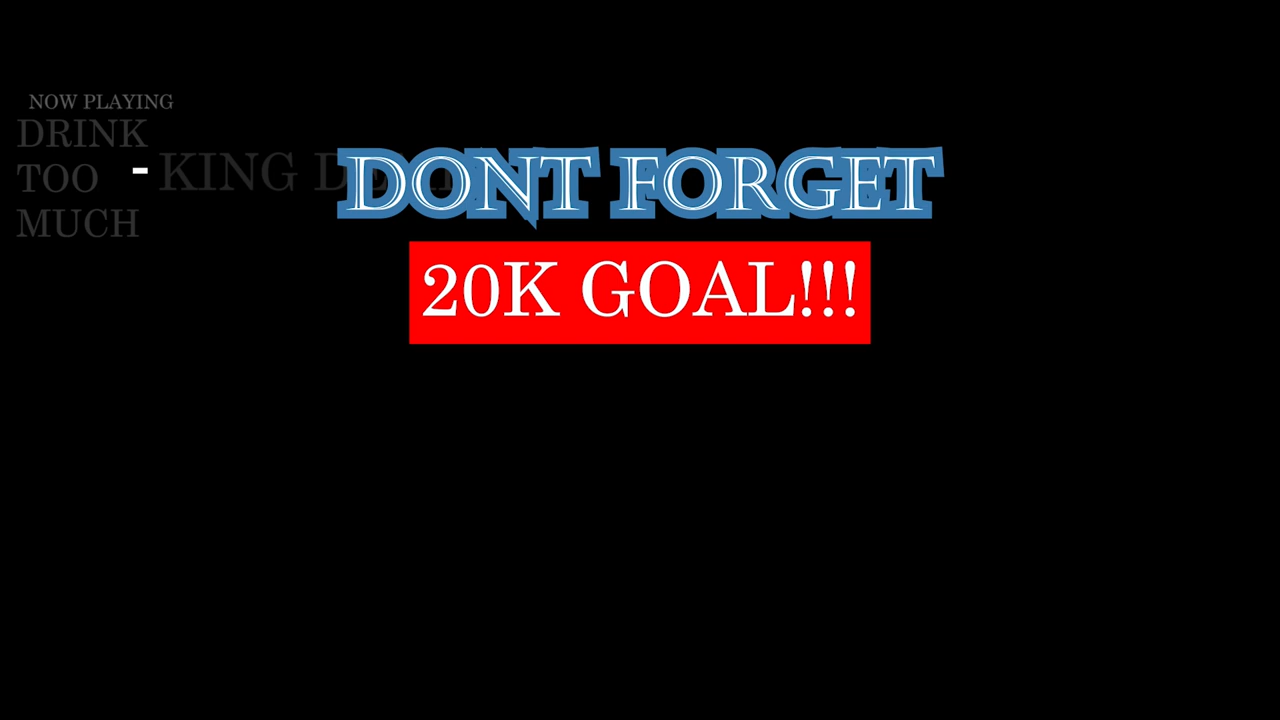 NOW PLAYING
DRINK
TOO
MUCH
- KING
DONT FORGET
20K GOAL!!!